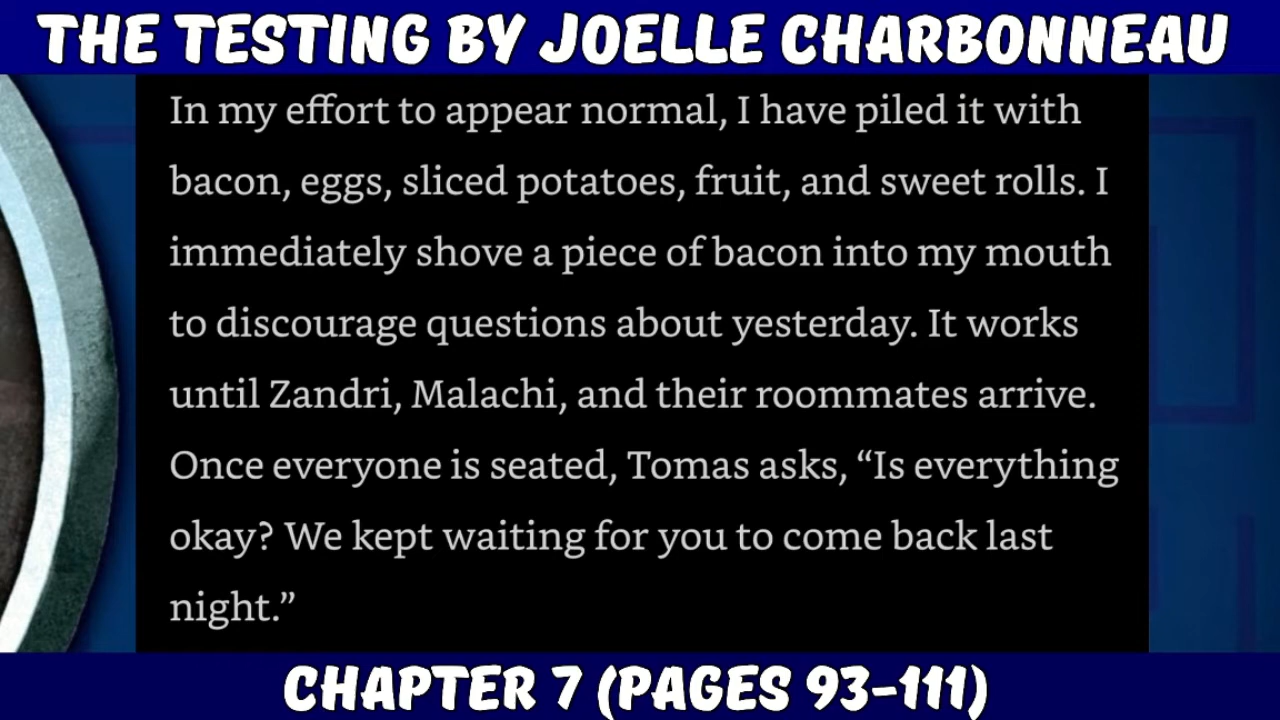 THE TESTING BY JOELLE CHARBONNEAU
In my effort to appear normal, I have piled it with
bacon, eggs, sliced potatoes, fruit, and sweet rolls. I
immediately shove a piece of bacon into my mouth
to discourage questions about yesterday. It works
until Zandri, Malachi, and their roommates arrive.
Once everyone is seated, Tomas asks, “Is everything
okay? We kept waiting for you to come back last
night.”
CHAPTER 7 (PAGES 93-111)